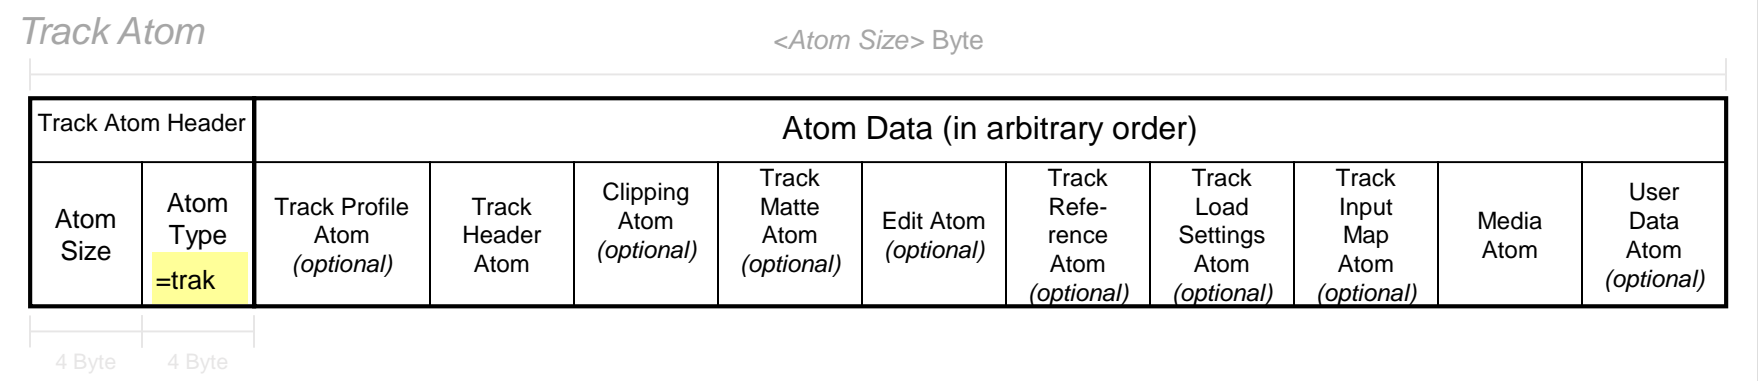 Track Atom
<Atom Size> Byte
Track Atom Header
Atom Data (in arbitrary order)
Atom
Size
Atom
Type
=trak
Track Profile
Atom
(optional)
Track
Header
Atom
Clipping
Atom
(optional)
Track
Matte
Atom
(optional)
Edit Atom
(optional)
Track
Refe-
rence
Atom
(optional)
Track
Load
Settings
Atom
(optional)
Track
Input
Map
Atom
(optional)
Media
Atom
User
Data
Atom
(optional)
4 Byte
4 Byte